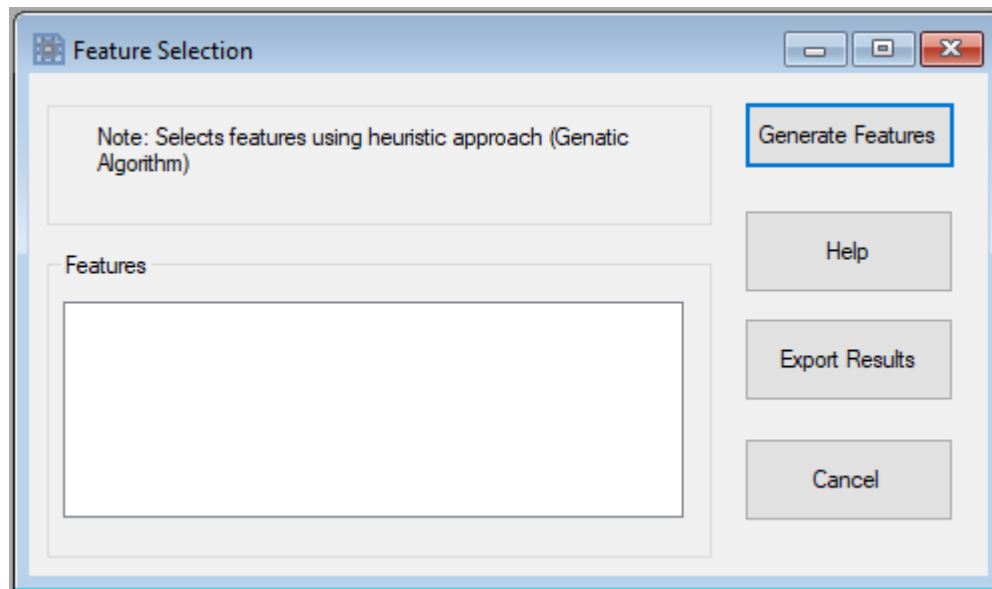 Feature Selection
Note: Selects features using heuristic approach (Genatic
Algorithm)
Generate Features
Help
Features
Export Results
Cancel